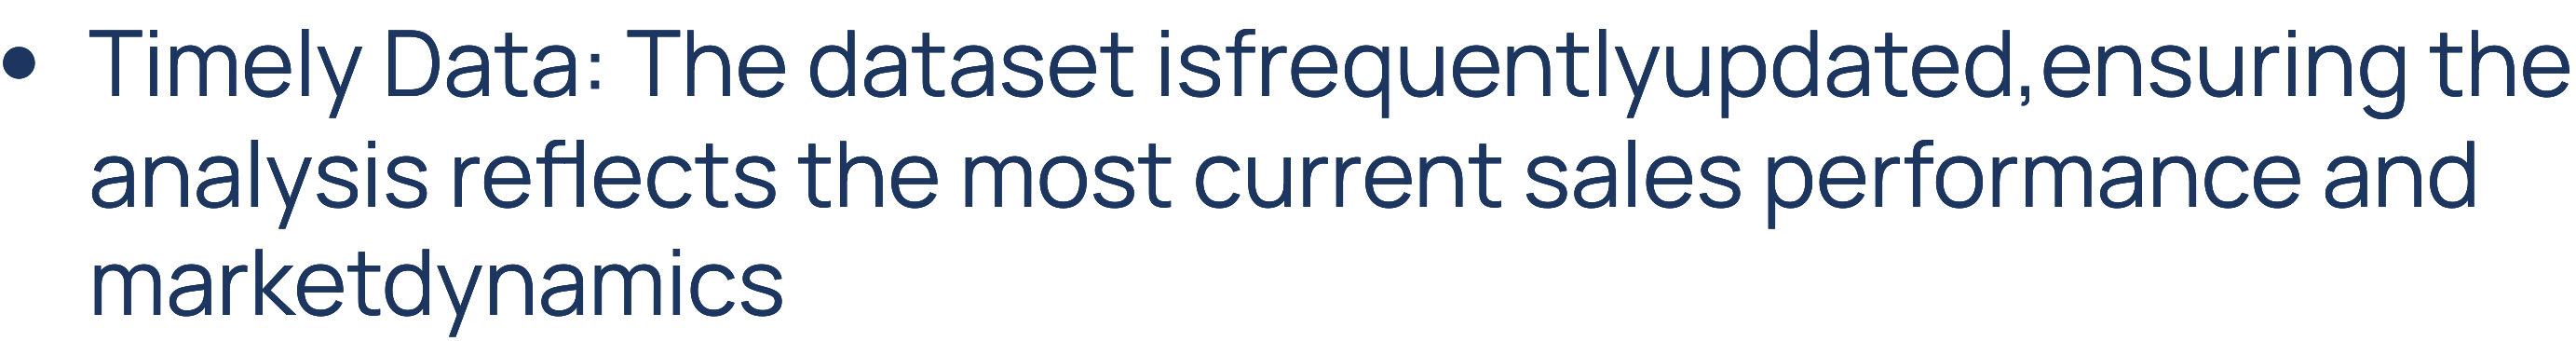 • Timely Data: The dataset isfrequentlyupdated,ensuring the
analysis reflects the most current sales performance and
marketdynamics